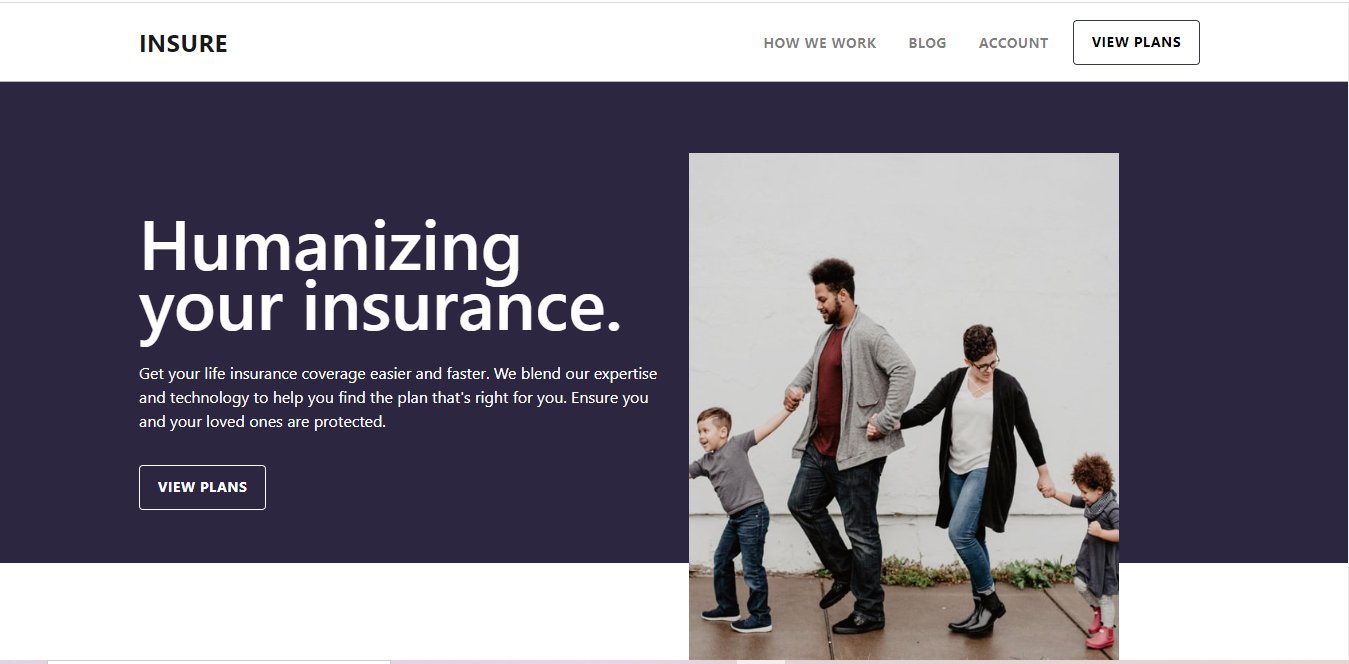 INSURE
HOW WE WORK BLOG ACCOUNT VIEW PLANS
Humanizing
your insurance.
Get your life insurance coverage easier and faster. We blend our expertise
and technology to help you find the plan that's right for you. Ensure you
and your loved ones are protected.
VIEW PLANS